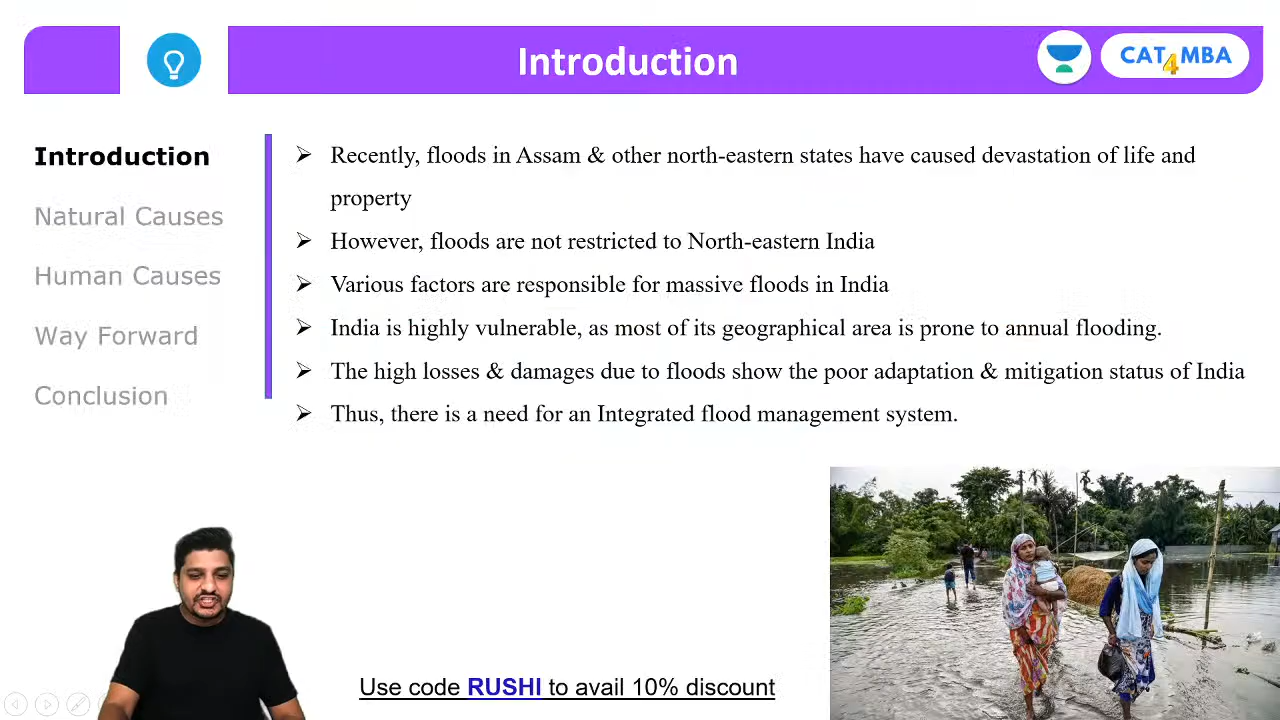 Introduction
CAT4MBA
Introduction
Natural Causes
Human Causes
Way Forward
Conclusion
➢ Recently, floods in Assam & other north-eastern states have caused devastation of life and
property
➢ However, floods are not restricted to North-eastern India
➢ Various factors are responsible for massive floods in India
➢ India is highly vulnerable, as most of its geographical area is prone to annual flooding.
➢ The high losses & damages due to floods show the poor adaptation & mitigation status of India
➢ Thus, there is a need for an Integrated flood management system.
Use code RUSHI to avail 10% discount